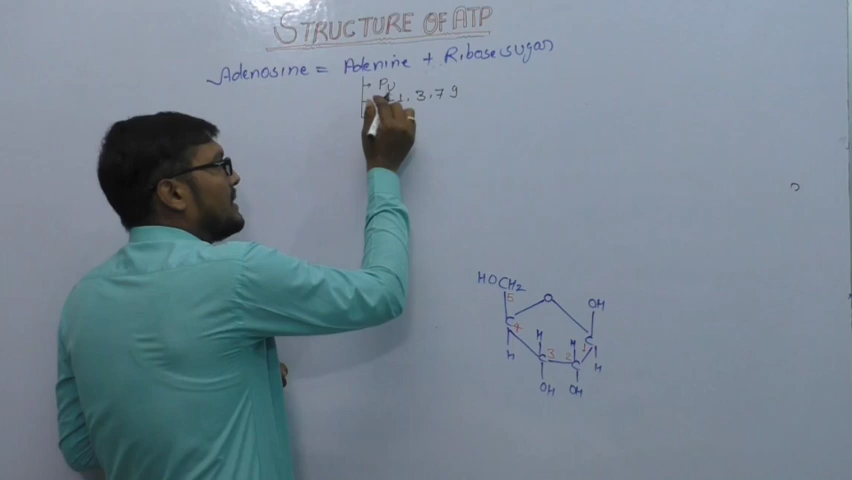 STRUCTURE OF ATP
Adenosine = Adenine + Ribose sugar
Pu
1, 3, 7 9
HOCH2
5
O
OH
C 4
C 1
H
H
H
C 3
2 C
H
OH
OH